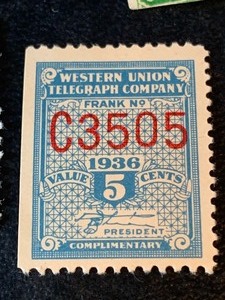 WESTERN UNION
TELEGRAPH COMPANY
FRANK Nº
C3505
1936
VALUE 5 CENTS
PRESIDENT
COMPLIMENTARY